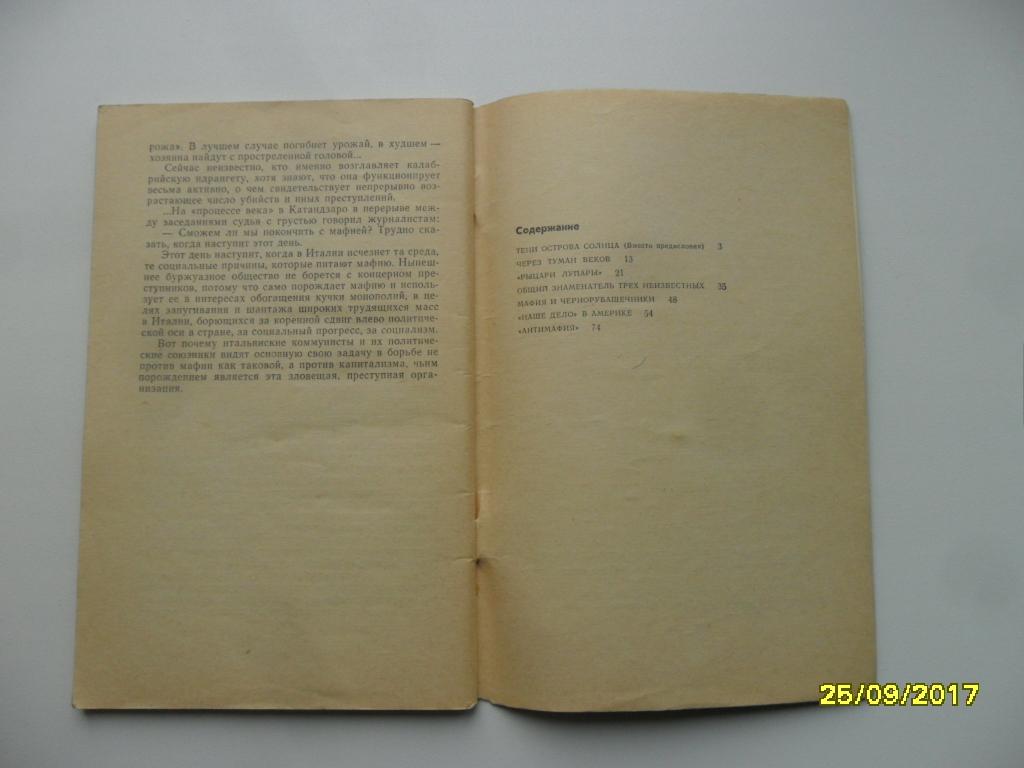 рожа». В лучшем случае погибнет урожай, в худшем —
хозяина найдут с простреленной головой...
Сейчас неизвестно, кто именно возглавляет калаб-
рийскую ндрангету, хотя знают, что она функционирует
весьма активно, о чем свидетельствует непрерывно воз-
растающее число убийств и иных преступлений.
...На «процессе века» в Катандзаро в перерыве меж-
ду заседаниями судья с грустью говорил журналистам:
— Сможем ли мы покончить с мафией? Трудно ска-
зать, когда наступит этот день.
Этот день наступит, когда в Италии исчезнет та среда,
те социальные причины, которые питают мафию. Нынеш-
нее буржуазное общество не борется с концерном пре-
ступников, потому что само порождает мафию и исполь-
зует ее в интересах обогащения кучки монополий, в це-
лях запугивания и шантажа широких трудящихся масс
в Италии, борющихся за коренной сдвиг влево политиче-
ской оси в стране, за социальный прогресс, за социализм.
Вот почему итальянские коммунисты и их политиче-
ские союзники видят основную свою задачу в борьбе не
против мафии как таковой, а против капитализма, чьим
порождением является эта зловещая, преступная орга-
низация.
Содержание
ТЕНИ ОСТРОВА СОЛНЦА (Вместо предисловия) 3
ЧЕРЕЗ ТУМАН ВЕКОВ 13
«РЫЦАРИ ЛУПАРЫ» 21
ОБЩИЙ ЗНАМЕНАТЕЛЬ ТРЕХ НЕИЗВЕСТНЫХ 35
МАФИЯ И ЧЕРНОРУБАШЕЧНИКИ 48
«НАШЕ ДЕЛО» В АМЕРИКЕ 54
«АНТИМАФИЯ» 74
25/09/2017